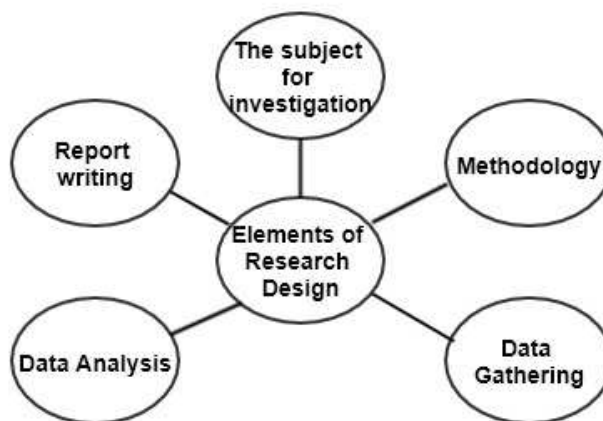 The subject
for
investigation
Report
writing
Methodology
Elements of
Research
Design
Data Analysis
Data
Gathering